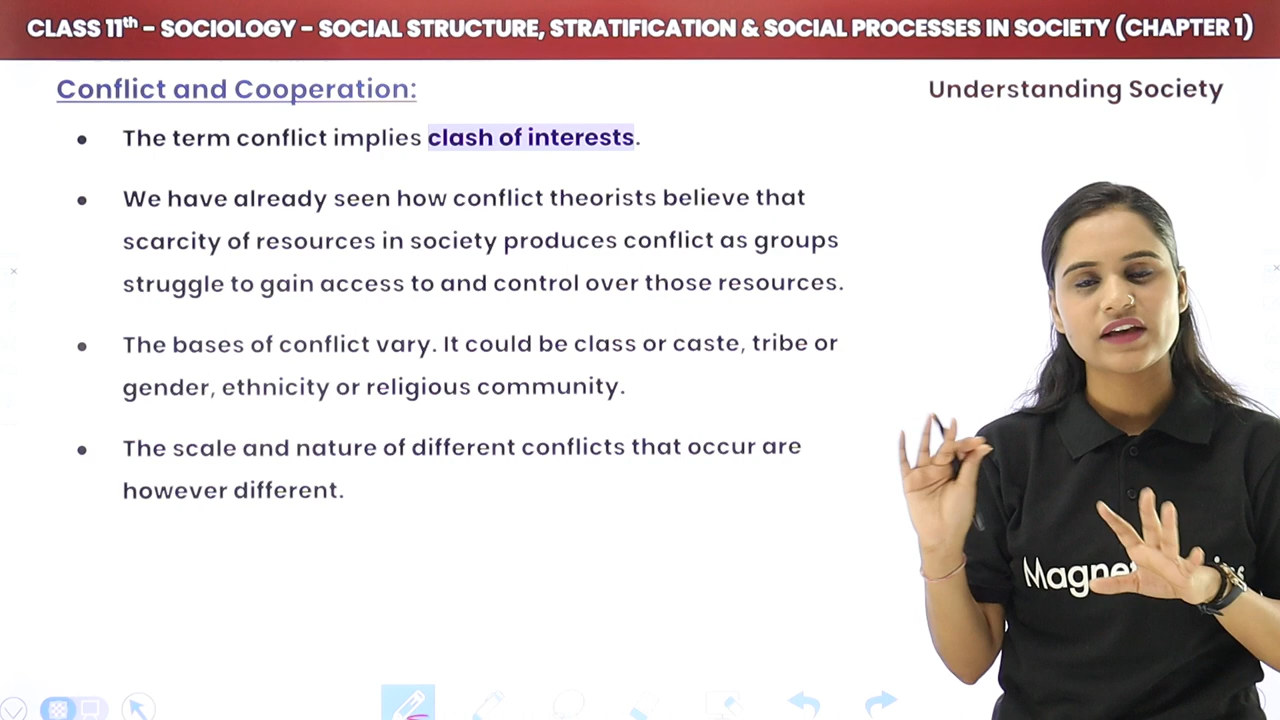 CLASS 11th - SOCIOLOGY - SOCIAL STRUCTURE, STRATIFICATION & SOCIAL PROCESSES IN SOCIETY (CHAPTER 1)
Conflict and Cooperation:
Understanding Society
• The term conflict implies clash of interests.
• We have already seen how conflict theorists believe that
scarcity of resources in society produces conflict as groups
struggle to gain access to and control over those resources.
• The bases of conflict vary. It could be class or caste, tribe or
gender, ethnicity or religious community.
• The scale and nature of different conflicts that occur are
however different.